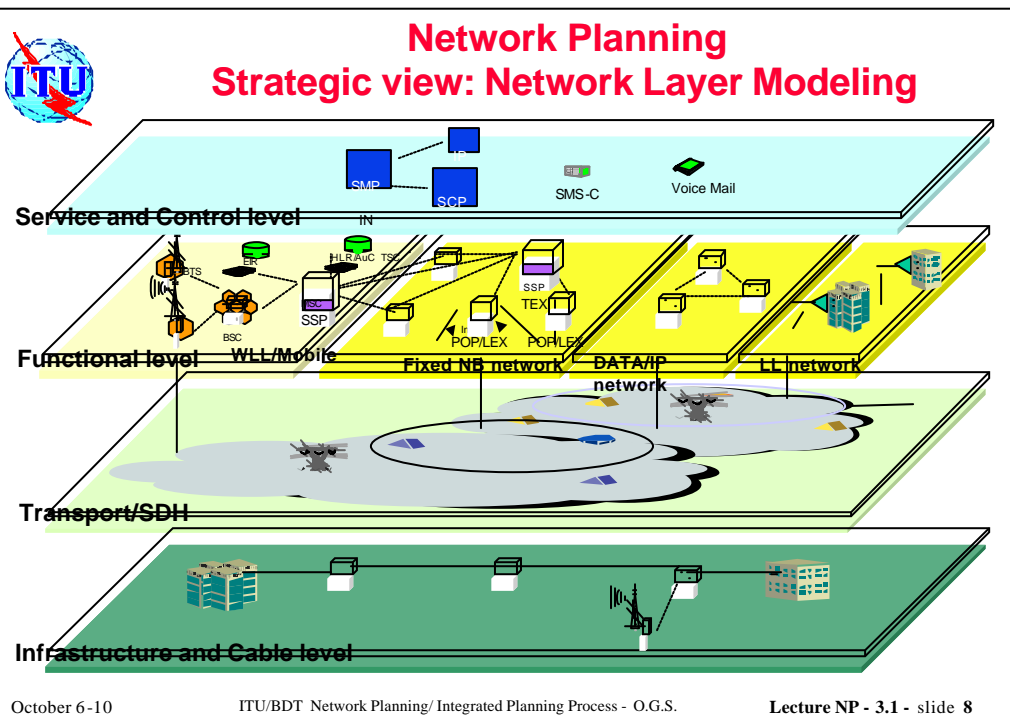 ITU
Network Planning
Strategic view: Network Layer Modeling
IP
SMP
SCP
SMS-C
Voice Mail
Service and Control level
IN
BTS
EIR
HLR/AuC
TSC
SSP
TEX
SSP
BSC
POP/LEX
POP/LEX
Functional level
WLL/Mobile
Fixed NB network
DATA/IP
network
LL network
Transport/SDH
Infrastructure and Cable level
October 6-10
ITU/BDT Network Planning/ Integrated Planning Process - O.G.S.
Lecture NP - 3.1 - slide 8